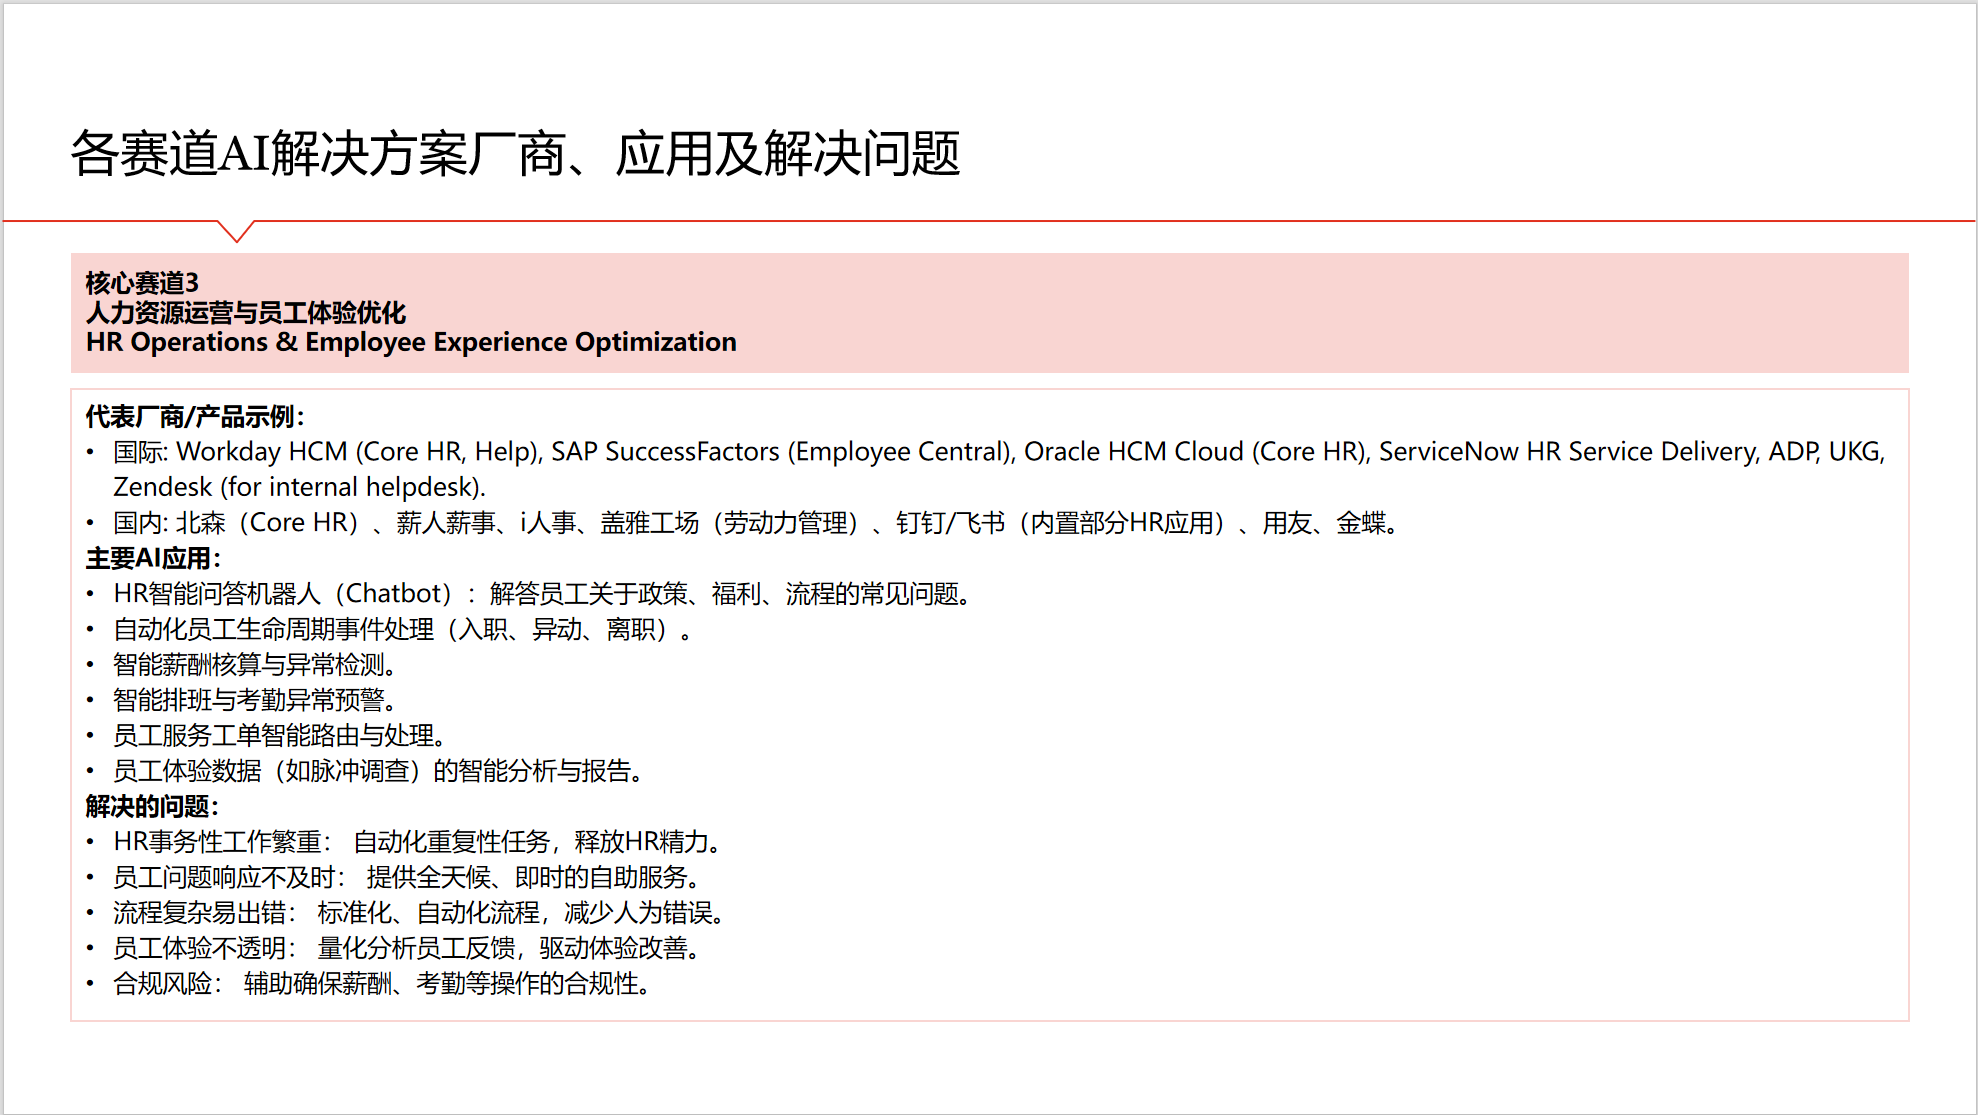 各赛道AI解决方案厂商、应用及解决问题
核心赛道3
人力资源运营与员工体验优化
HR Operations & Employee Experience Optimization
代表厂商/产品示例：
• 国际: Workday HCM (Core HR, Help), SAP SuccessFactors (Employee Central), Oracle HCM Cloud (Core HR), ServiceNow HR Service Delivery, ADP, UKG,
Zendesk (for internal helpdesk).
• 国内: 北森（Core HR）、薪人薪事、i人事、盖雅工场（劳动力管理）、钉钉/飞书（内置部分HR应用）、用友、金蝶。
主要AI应用：
• HR智能问答机器人（Chatbot）：解答员工关于政策、福利、流程的常见问题。
• 自动化员工生命周期事件处理（入职、异动、离职）。
• 智能薪酬核算与异常检测。
• 智能排班与考勤异常预警。
• 员工服务工单智能路由与处理。
• 员工体验数据（如脉冲调查）的智能分析与报告。
解决的问题：
• HR事务性工作繁重： 自动化重复性任务，释放HR精力。
• 员工问题响应不及时： 提供全天候、即时的自助服务。
• 流程复杂易出错： 标准化、自动化流程，减少人为错误。
• 员工体验不透明： 量化分析员工反馈，驱动体验改善。
• 合规风险： 辅助确保薪酬、考勤等操作的合规性。